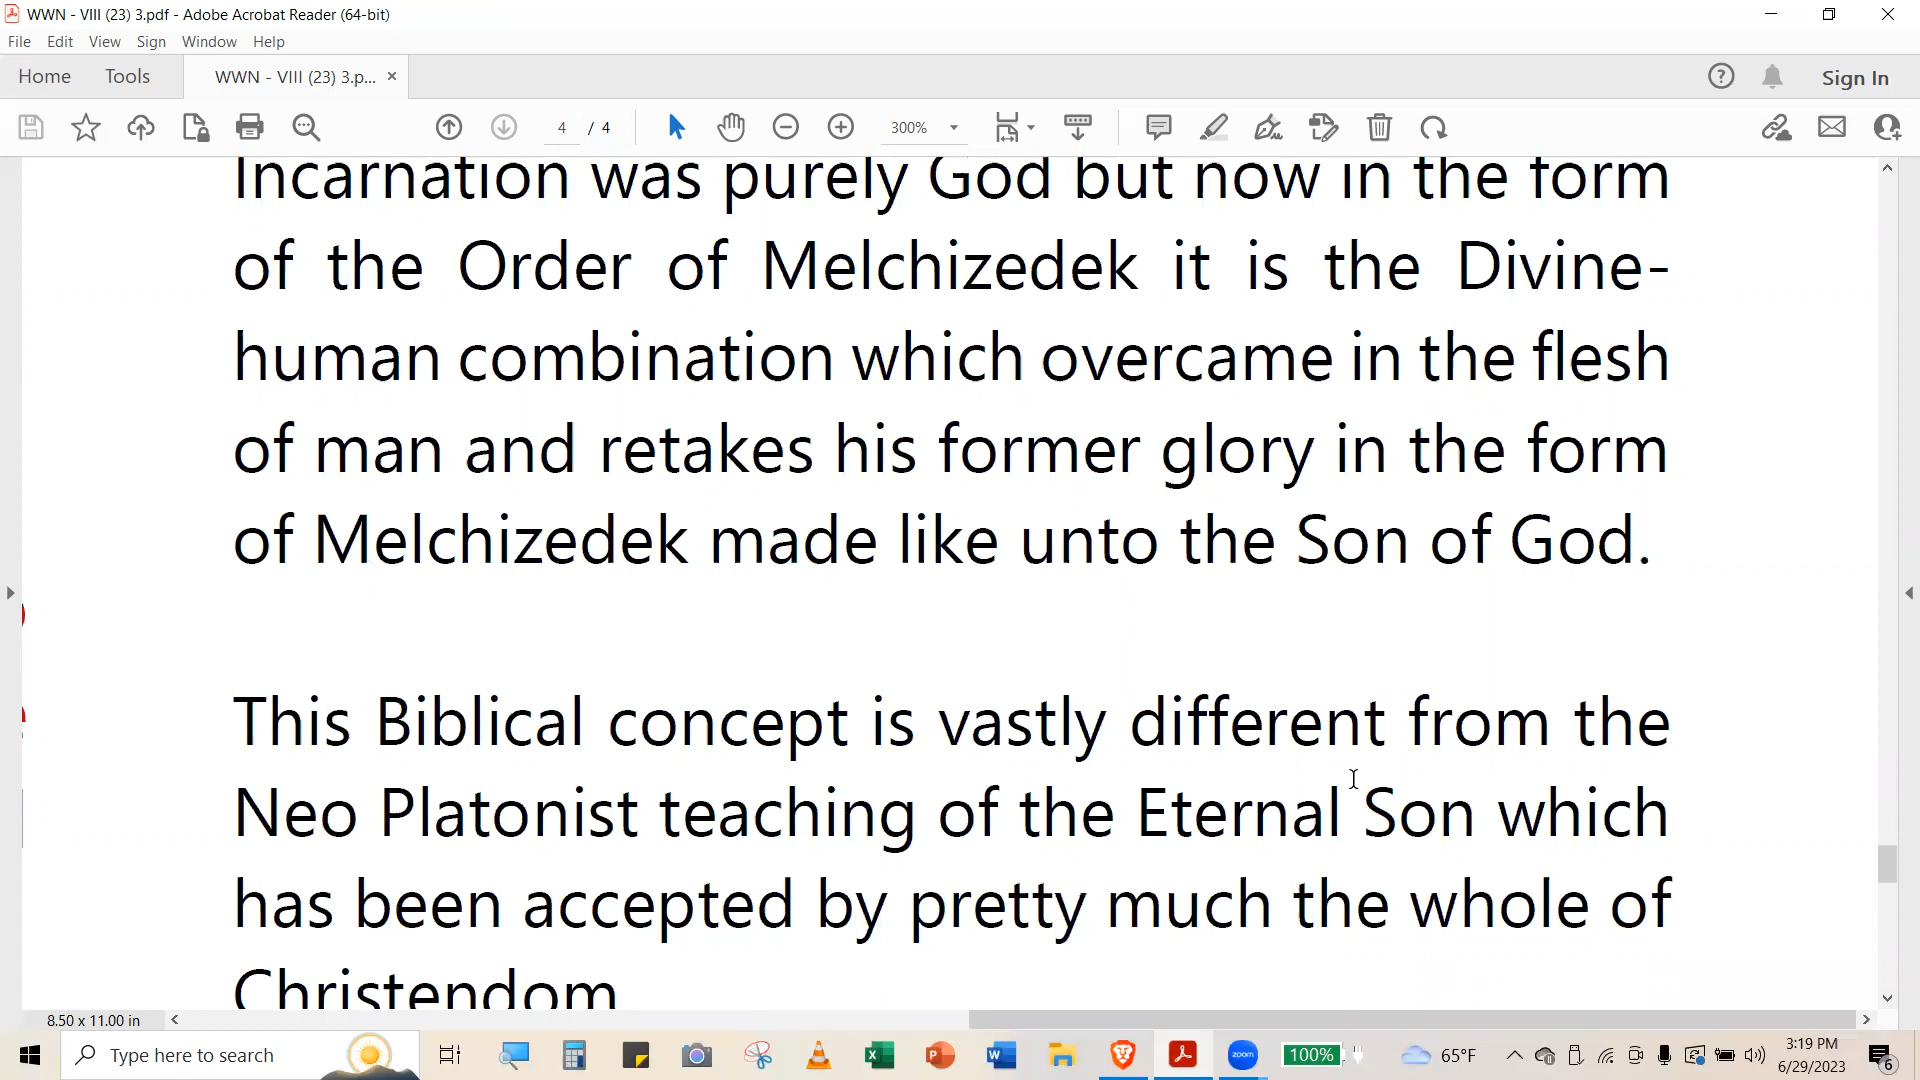 WWN - VIII (23) 3.pdf - Adobe Acrobat Reader (64-bit)
File Edit View Sign Window Help
Home Tools WWN - VIII (23) 3.p... × Sign In
4 / 4 300%
Incarnation was purely God but now in the form
of the Order of Melchizedek it is the Divine-
human combination which overcame in the flesh
of man and retakes his former glory in the form
of Melchizedek made like unto the Son of God.
This Biblical concept is vastly different from the
Neo Platonist teaching of the Eternal Son which
has been accepted by pretty much the whole of
Christendom
8.50 x 11.00 in
Type here to search zoom 100% 65°F 3:19 PM
6/29/2023 6